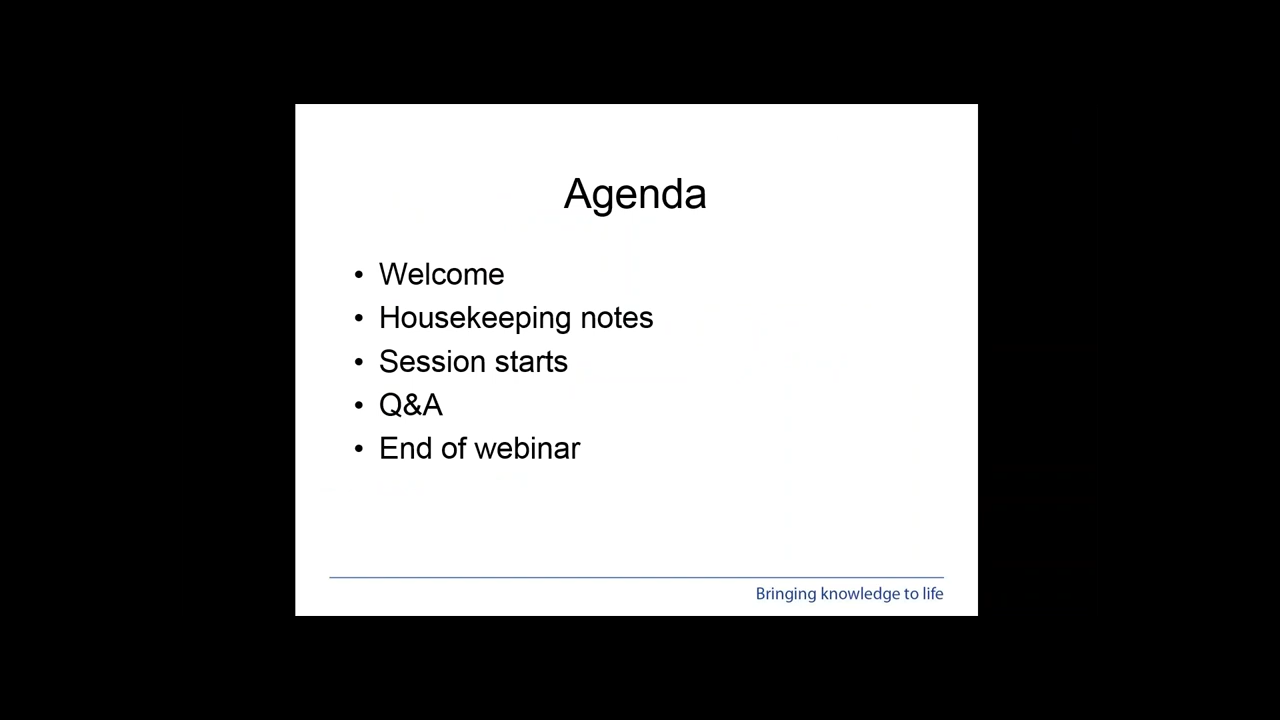 Agenda
• Welcome
• Housekeeping notes
• Session starts
• Q&A
• End of webinar
Bringing knowledge to life